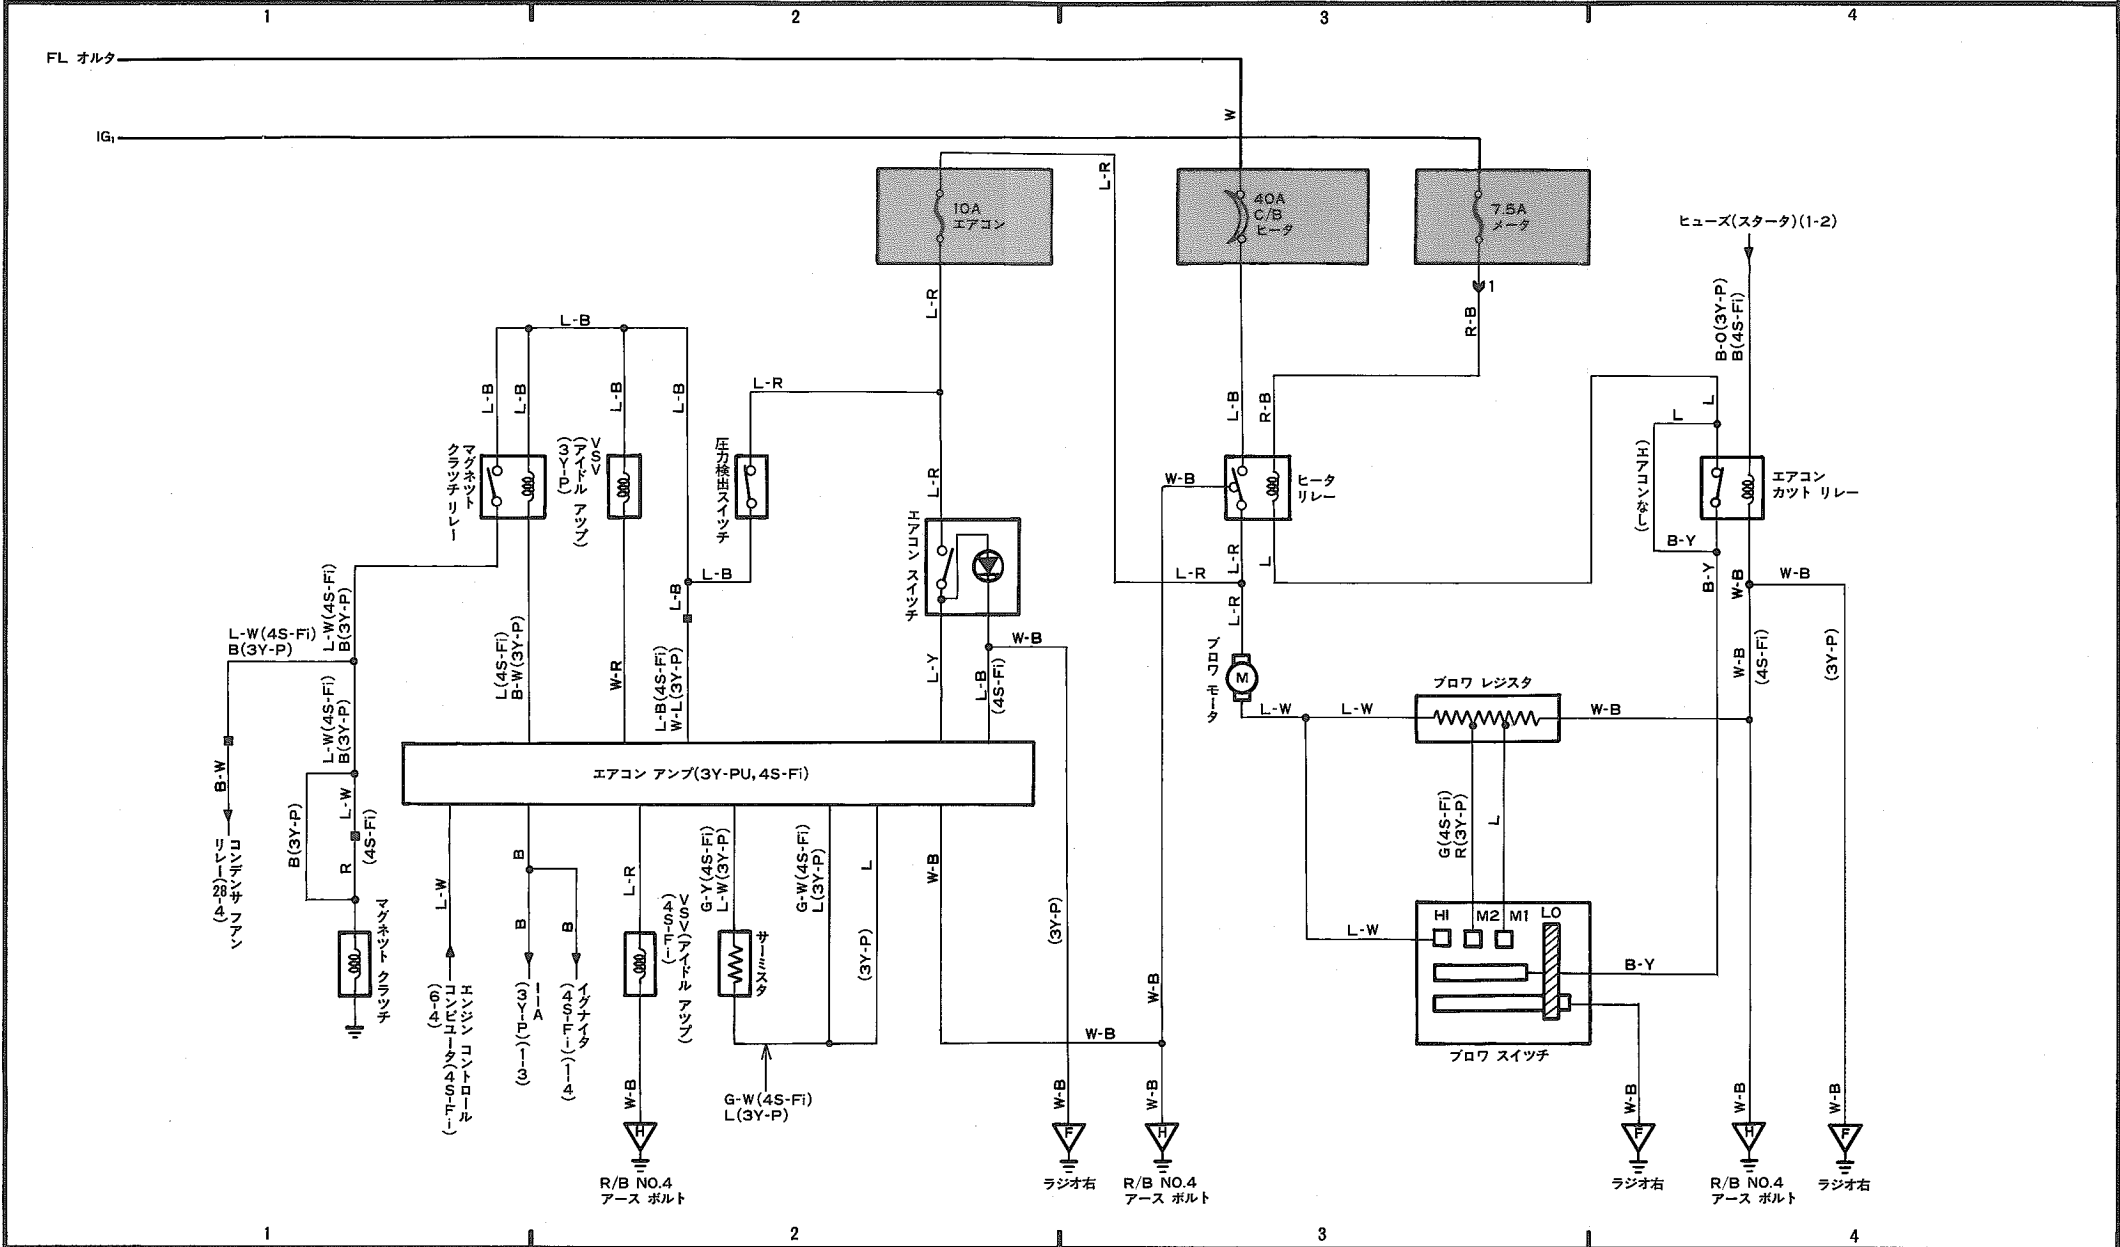 1
2
3
4
FL オルタ
IG₁
W
L-R
10A
エアコン
40A
C/B
ヒータ
7.5A
メータ
ヒューズ(スタータ)(1-2)
1
L-R
R-B
B-O(3Y-P)
B(4S-Fi)
L-B
L-B
L-B
L-B
L-B
L-R
L-B
R-B
L
L
(エアコンなし)
マグネット
クラッチ リレー
VSV
(アイドル アップ)
(3Y-P)
圧力検出スイッチ
L-R
W-B
ヒータ
リレー
エアコン
カット リレー
エアコン スイッチ
B-Y
L-B
L-R
L
L-R
B-Y
W-B
W-B
L-W(4S-Fi)
B(3Y-P)
L-B
L-R
L-W(4S-Fi)
B(3Y-P)
L(4S-Fi)
B-W(3Y-P)
W-R
L-B(4S-Fi)
W-L(3Y-P)
L-Y
L-B
(4S-Fi)
W-B
ブロワ モータ
M
W-B
(4S-Fi)
(3Y-P)
L-W(4S-Fi)
B(3Y-P)
L-W
L-W
ブロワ レジスタ
W-B
エアコン アンプ(3Y-PU,4S-Fi)
B-W
コンデンサ ファン
リレー(28-4)
B(3Y-P)
L-W
(4S-Fi)
R
マグネット クラッチ
L-W
B
B
B
L-R
VSV(アイドル アップ)
(4S-Fi)
G-Y(4S-Fi)
L-W(3Y-P)
サーミスタ
G-W(4S-Fi)
L(3Y-P)
L
(3Y-P)
W-B
(3Y-P)
G(4S-Fi)
R(3Y-P)
L
HI
M2
M1
LO
L-W
B-Y
ブロワ スイッチ
エンジン コントロール
コンピュータ(4S-Fi)
(6-4)
IIA
(3Y-P)(1-3)
イグナイタ
(4S-Fi)(1-4)
W-B
W-B
G-W(4S-Fi)
L(3Y-P)
W-B
W-B
W-B
W-B
W-B
W-B
H
F
H
F
H
F
R/B NO.4
アース ボルト
ラジオ右
R/B NO.4
アース ボルト
ラジオ右
R/B NO.4
アース ボルト
ラジオ右
1
2
3
4